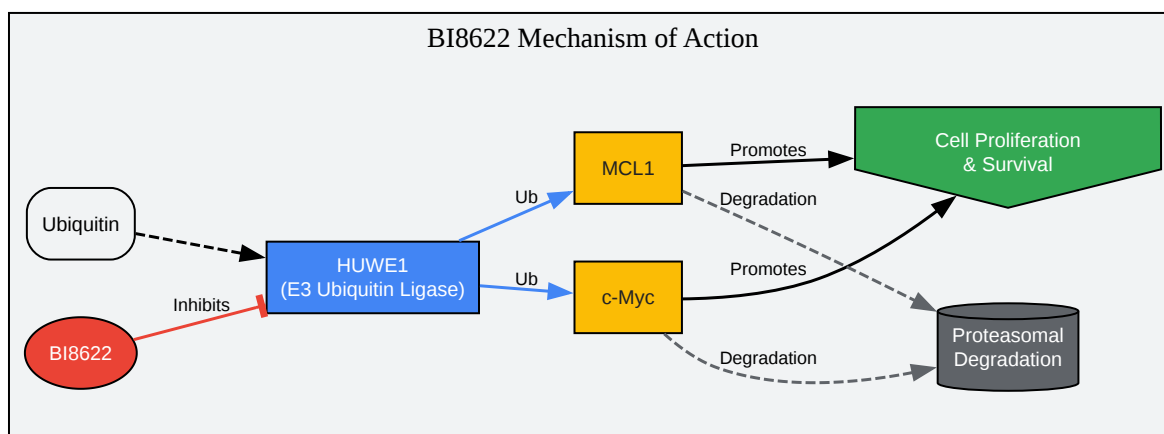 BI8622 Mechanism of Action
Ubiquitin
BI8622
Inhibits
HUWE1
(E3 Ubiquitin Ligase)
Ub
Ub
MCL1
c-Myc
Promotes
Degradation
Promotes
Degradation
Cell Proliferation
& Survival
Proteasomal
Degradation